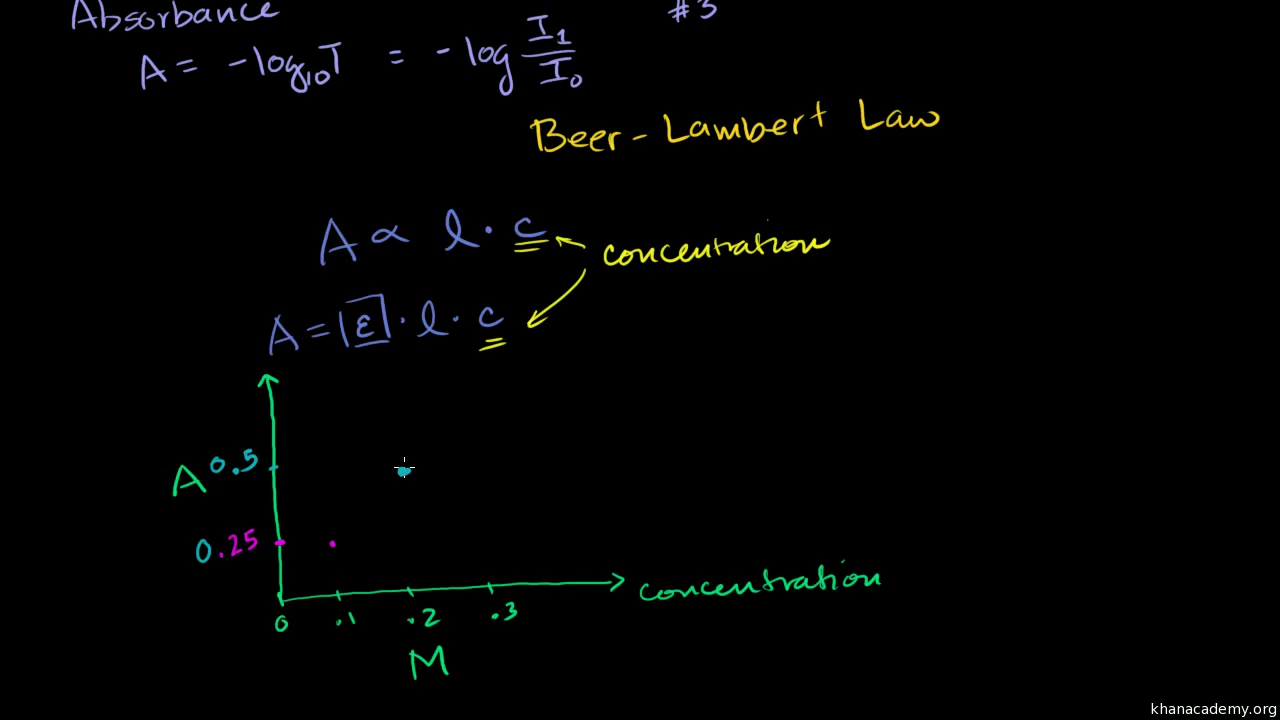 Absorbance
#3
A = -log₁₀T = -log I₁/I₀
Beer-Lambert Law
A ∝ l · c
concentration
A = ε · l · c
A
0.5
0.25
concentration
0 .1 .2 .3
M
khanacademy.org